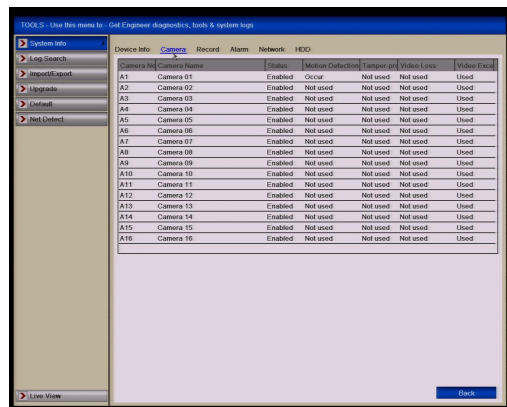 TOOLS - Use this menu to - Get Engineer diagnostics, tools & system logs
System Info
Log Search
Import/Export
Upgrade
Default
Net Detect
Live View
Device Info Camera Record Alarm Network HDD
Camera No Camera Name Status Motion Detection Tamper-pro Video Loss Video Excep
A1 Camera 01 Enabled Occur Not used Not used Used
A2 Camera 02 Enabled Not used Not used Not used Used
A3 Camera 03 Enabled Not used Not used Not used Used
A4 Camera 04 Enabled Not used Not used Not used Used
A5 Camera 05 Enabled Not used Not used Not used Used
A6 Camera 06 Enabled Not used Not used Not used Used
A7 Camera 07 Enabled Not used Not used Not used Used
A8 Camera 08 Enabled Not used Not used Not used Used
A9 Camera 09 Enabled Not used Not used Not used Used
A10 Camera 10 Enabled Not used Not used Not used Used
A11 Camera 11 Enabled Not used Not used Not used Used
A12 Camera 12 Enabled Not used Not used Not used Used
A13 Camera 13 Enabled Not used Not used Not used Used
A14 Camera 14 Enabled Not used Not used Not used Used
A15 Camera 15 Enabled Not used Not used Not used Used
A16 Camera 16 Enabled Not used Not used Not used Used
Back